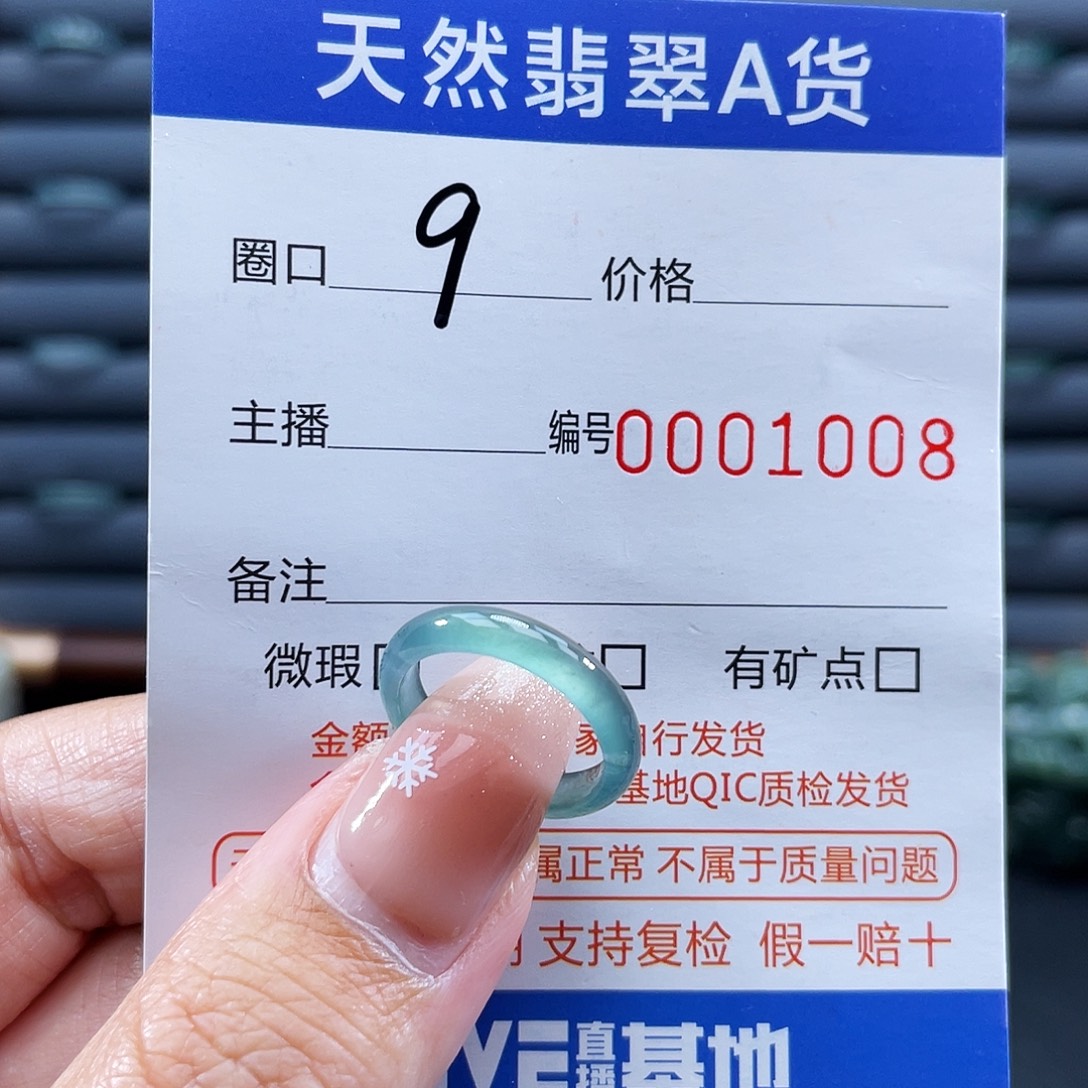 天然翡翠A货
圈口 9 价格
主播 编号0001008
备注
微瑕 有矿点
金额 自行发货
基地QIC质检发货
属正常 不属于质量问题
支持复检 假一赔十
直播基地